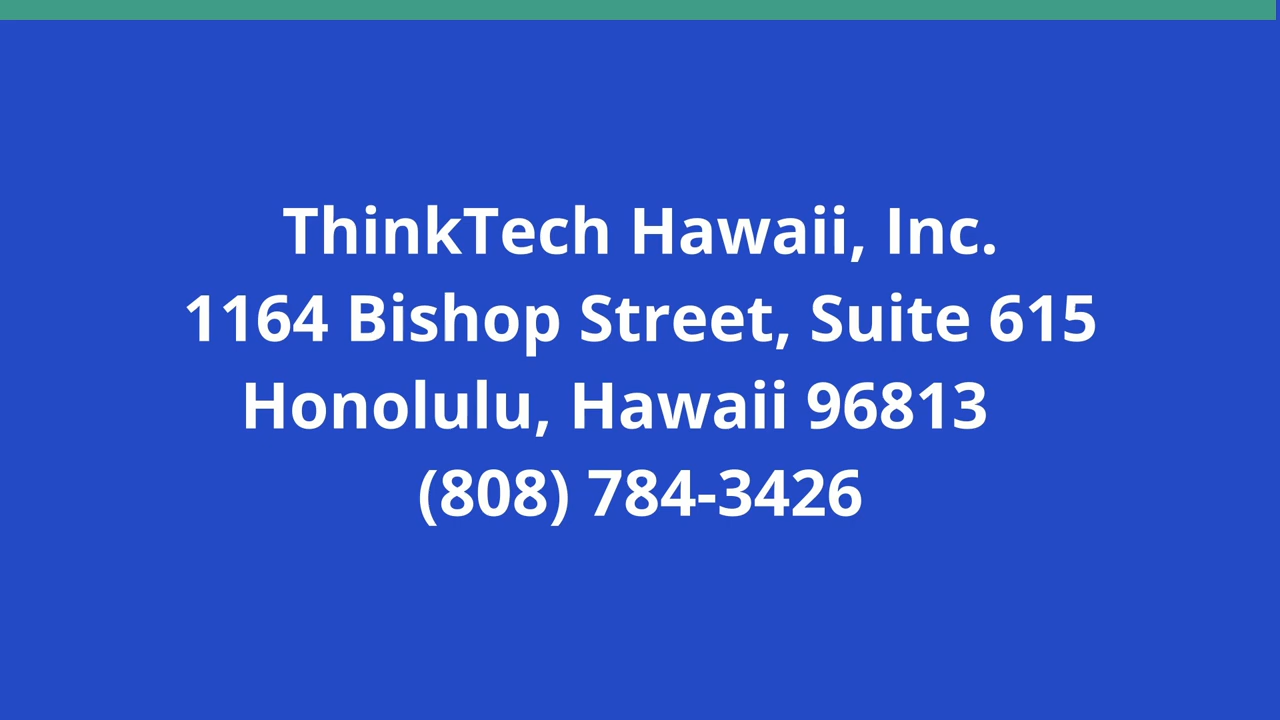 ThinkTech Hawaii, Inc.
1164 Bishop Street, Suite 615
Honolulu, Hawaii 96813
(808) 784-3426